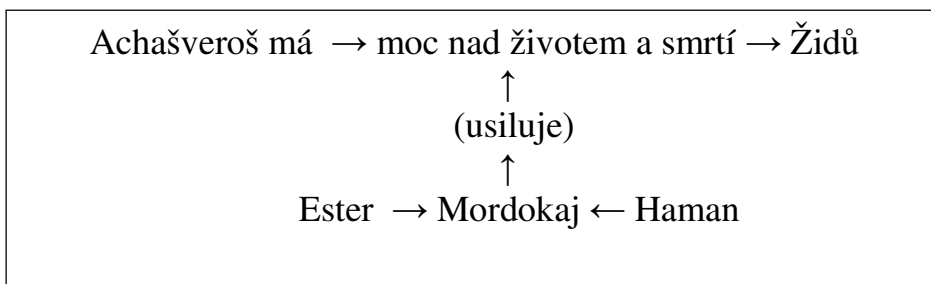 Achašveroš má → moc nad životem a smrtí → Židů
↑
(usiluje)
↑
Ester → Mordokaj ← Haman